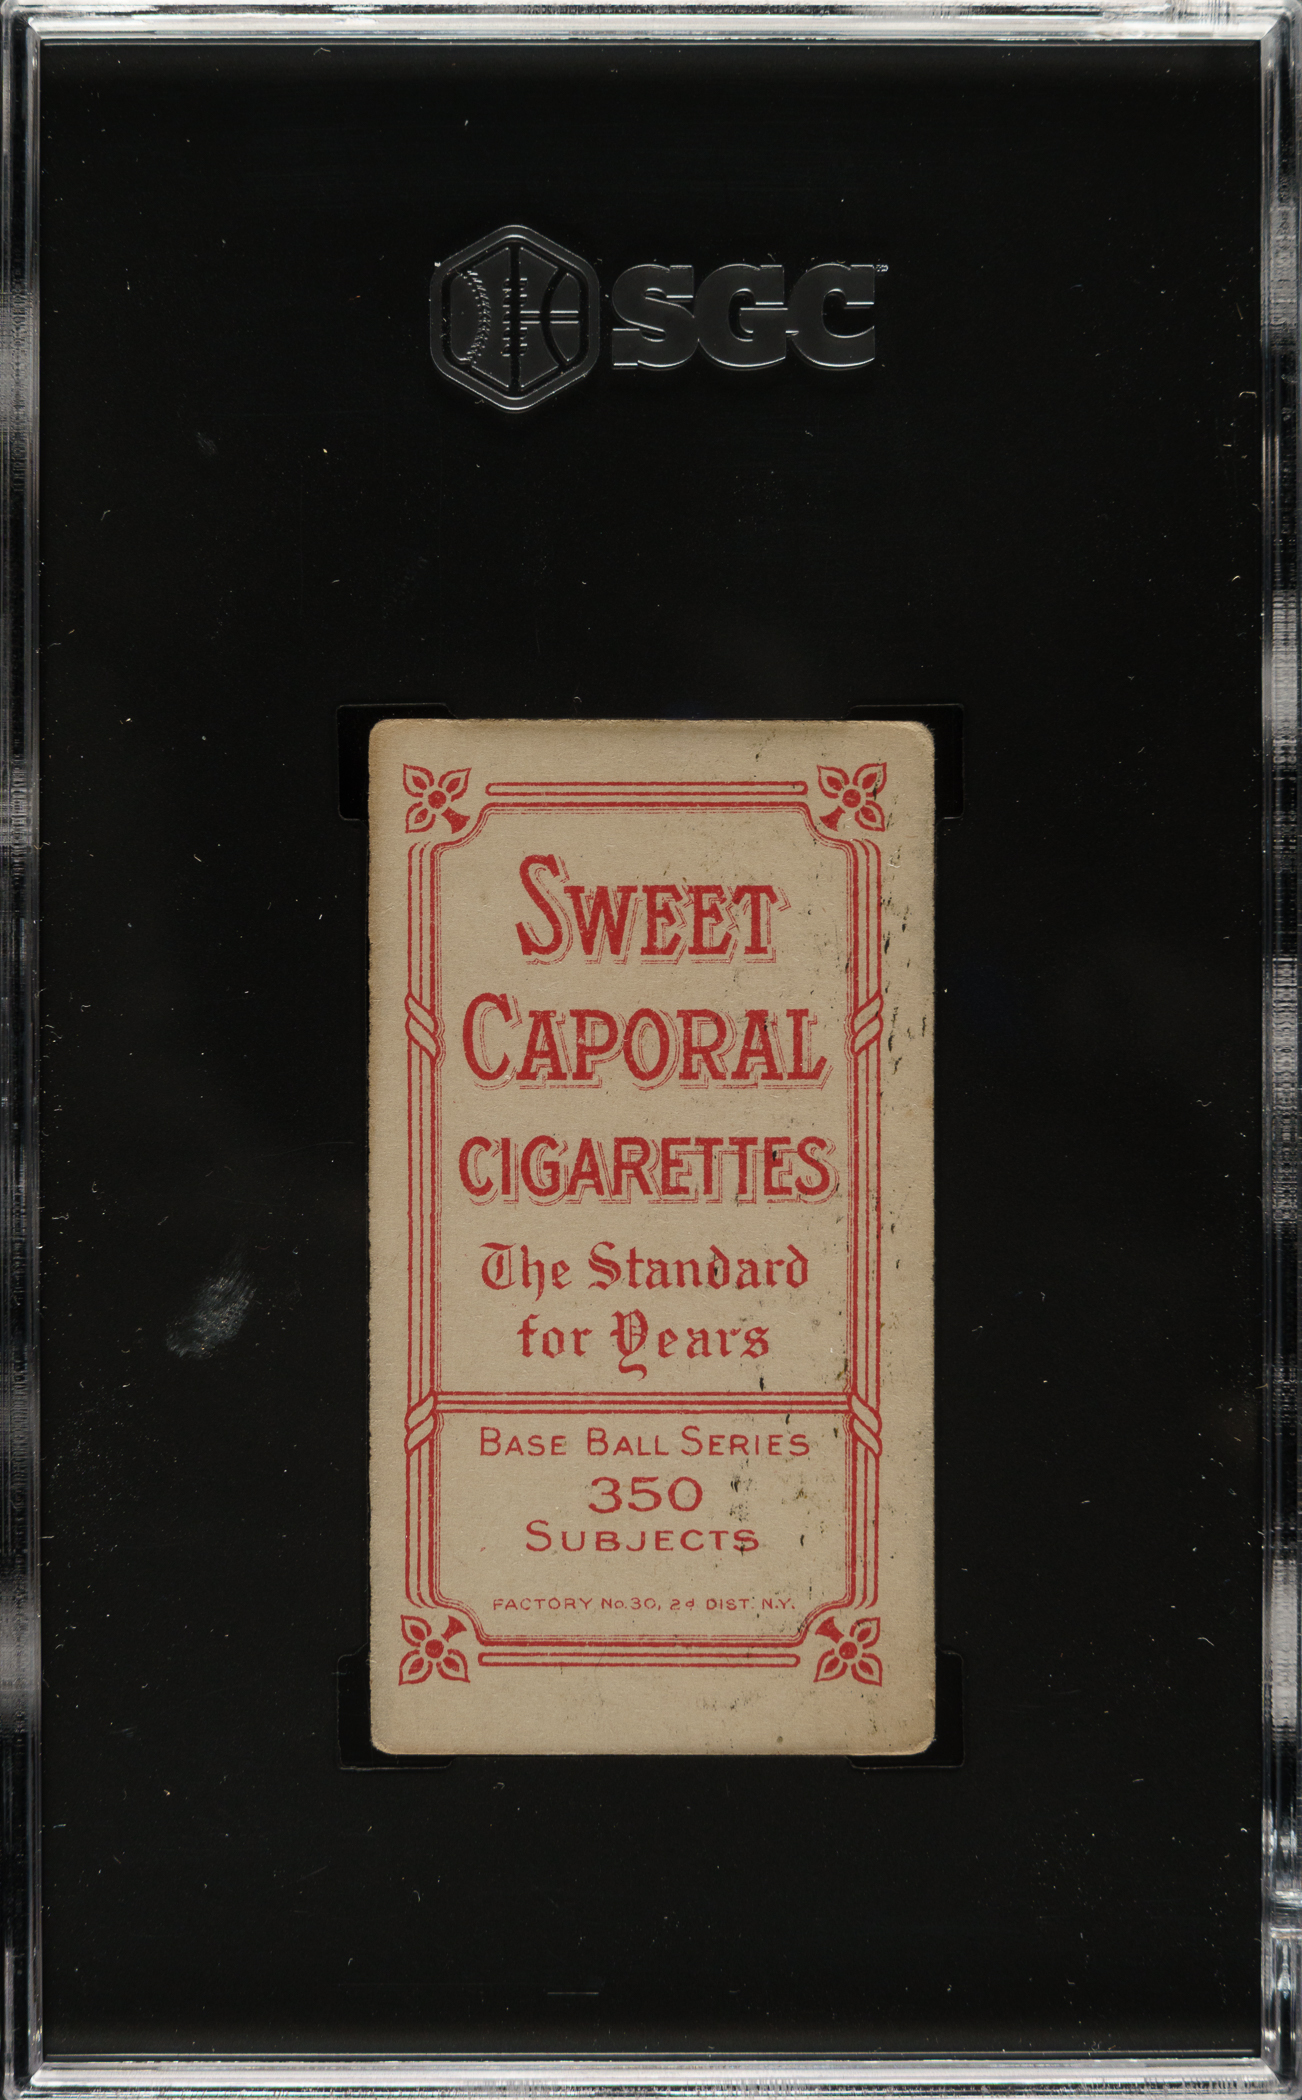 SGC
SWEET
CAPORAL
CIGARETTES
The Standard
for Years
BASE BALL SERIES
350
SUBJECTS
FACTORY No. 30, 2d DIST. N.Y.